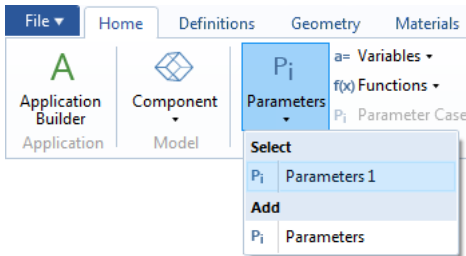 File ▾ Home Definitions Geometry Materials
A Application Builder
Component
Pi Parameters
a= Variables ▾
f(x) Functions ▾
Pi Parameter Case
Application Model
Select
Pi Parameters 1
Add
Pi Parameters